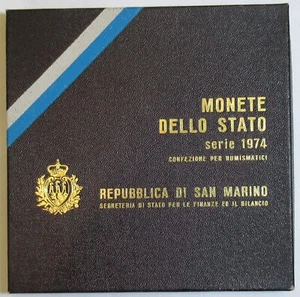 MONETE
DELLO STATO
serie 1974
CONFEZIONE PER NUMISMATICI
REPUBBLICA DI SAN MARINO
SEGRETERIA DI STATO PER LE FINANZE ED IL BILANCIO